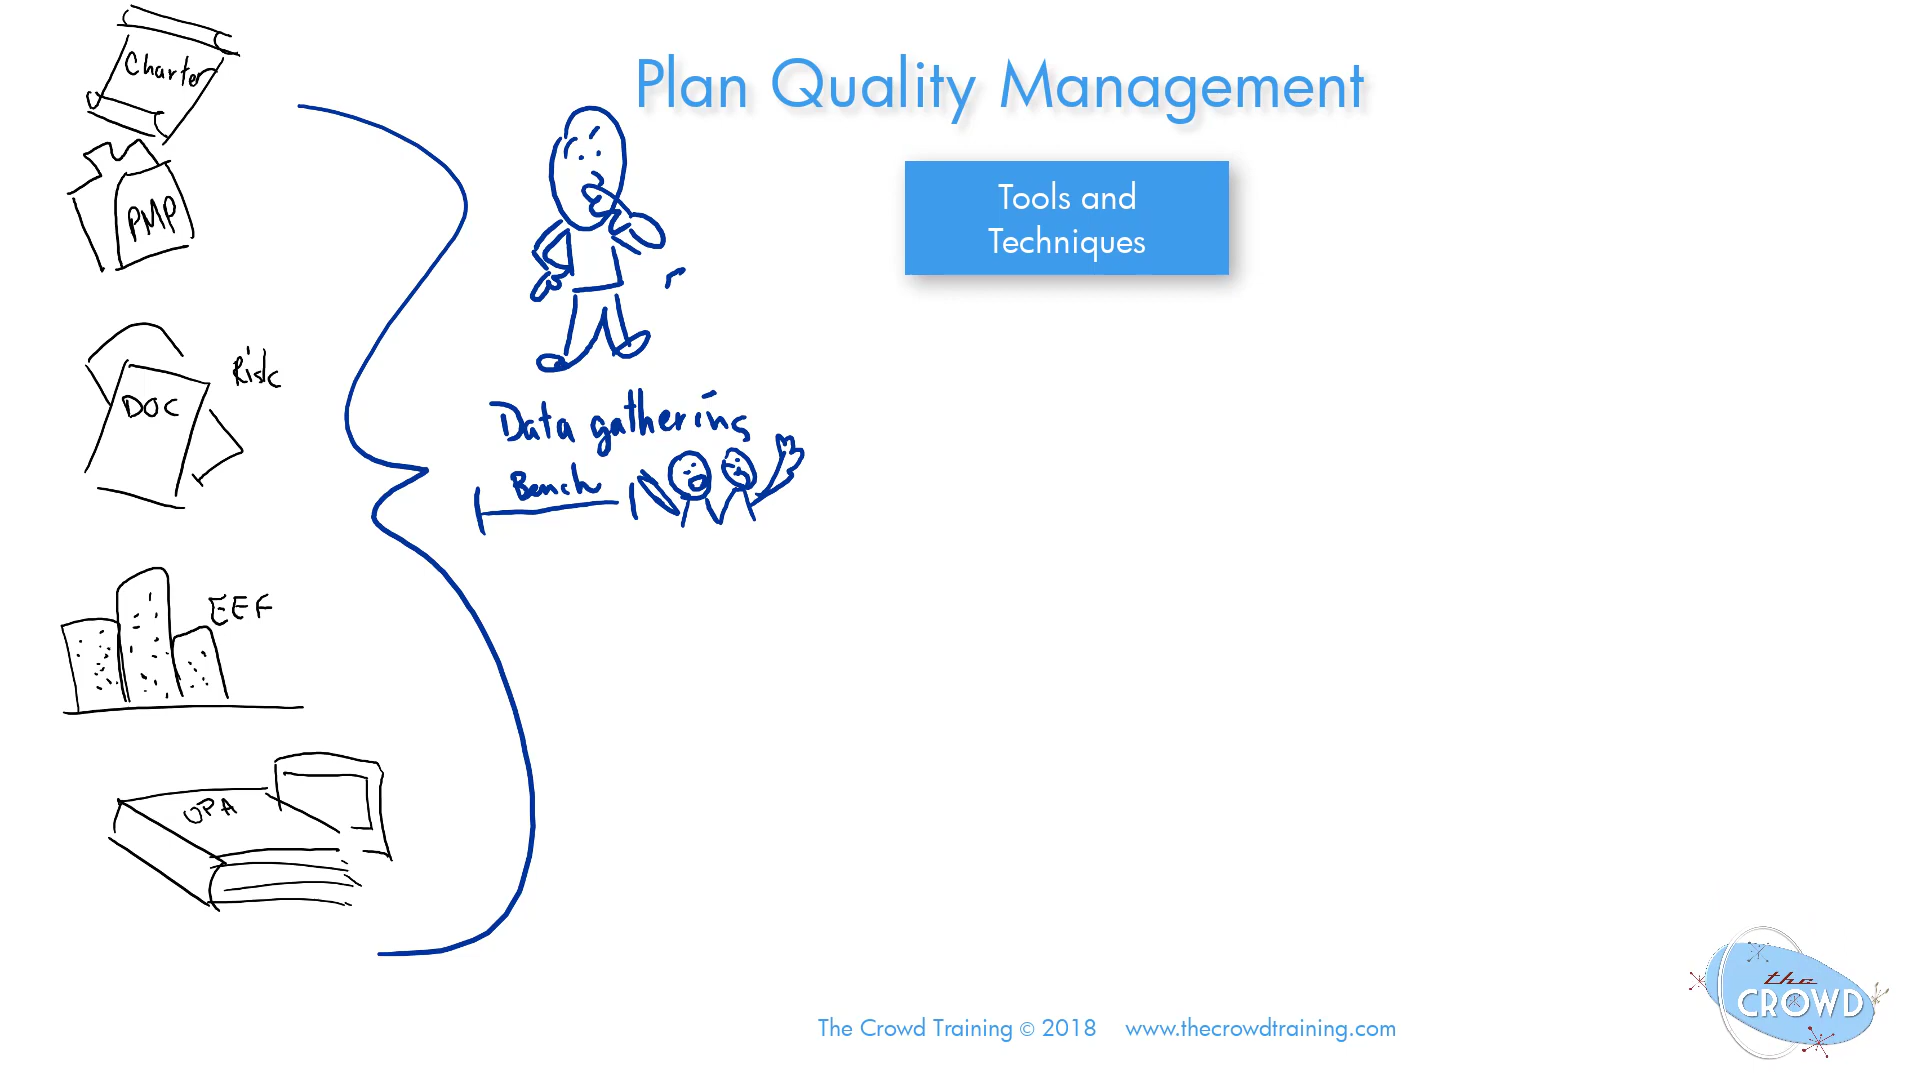 Plan Quality Management
Tools and
Techniques
Charter
PMP
DOC
Risk
EEF
OPA
Data gathering
Bench
The Crowd Training © 2018 www.thecrowdtraining.com
the
CROWD